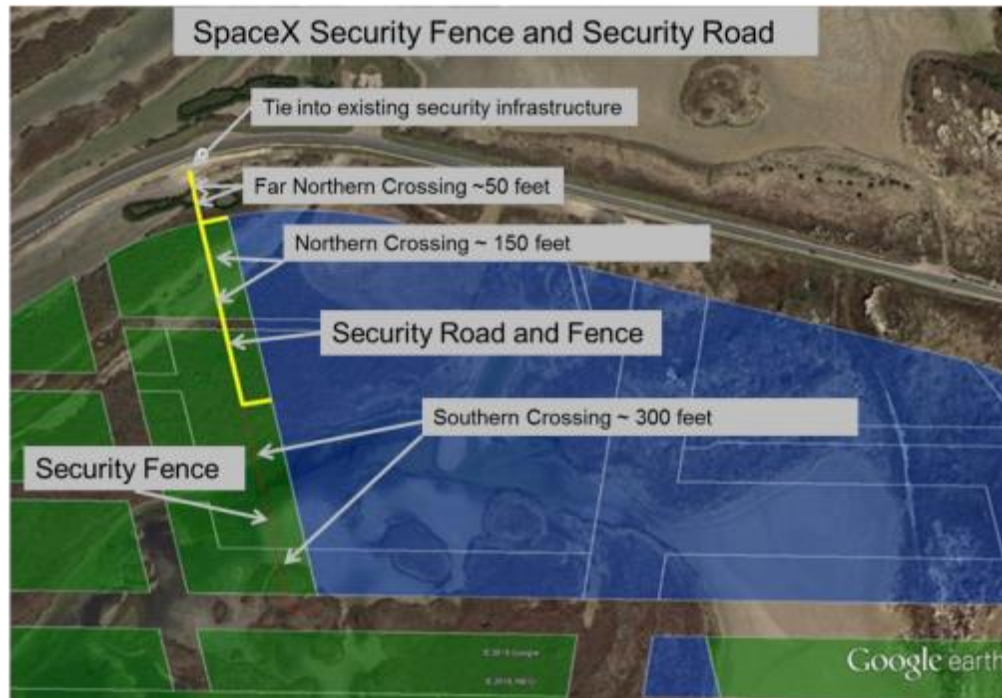 SpaceX Security Fence and Security Road
Tie into existing security infrastructure
Far Northern Crossing ~50 feet
Northern Crossing ~ 150 feet
Security Road and Fence
Southern Crossing ~ 300 feet
Security Fence
Google earth